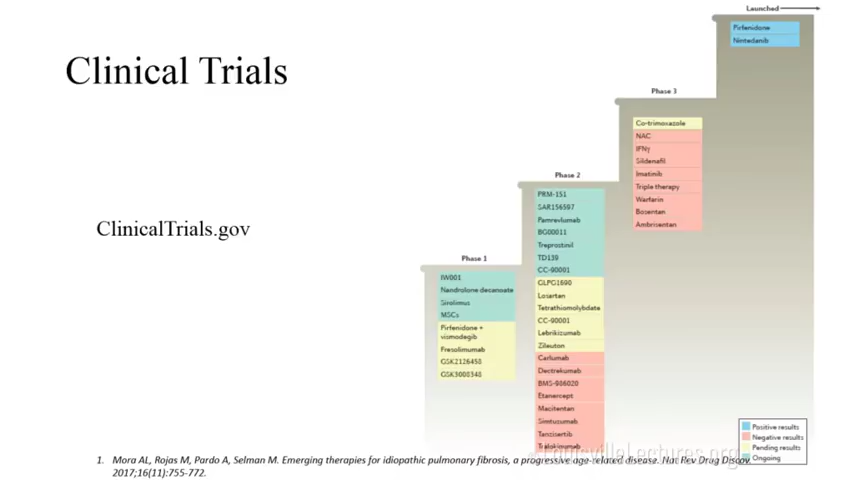 Launched
Pirfenidone
Nintedanib
Clinical Trials
Phase 3
Co-trimoxazole
NAC
IFNγ
Sildenafil
Imatinib
Triple therapy
Warfarin
Bosentan
Ambrisentan
Phase 2
PRM-151
SAR156597
Pamrevlumab
BG00011
Treprostinil
TD139
CC-90001
GLPG1690
Losartan
Tetrathiomolybdate
CC-90001
Lebrikizumab
Zileuton
Carlumab
Dectrekumab
BMS-986020
Etanercept
Macitentan
Simtuzumab
Tanzisertib
Tralokinumab
ClinicalTrials.gov
Phase 1
IW001
Nandrolone decanoate
Sirolimus
MSCs
Pirfenidone +
vismodegib
Fresolimumab
GSK2126458
GSK3008348
Positive results
Negative results
Pending results
Ongoing
LouisvilleLectures.org
1. Mora AL, Rojas M, Pardo A, Selman M. Emerging therapies for idiopathic pulmonary fibrosis, a progressive age-related disease. Nat Rev Drug Discov.
2017;16(11):755-772.